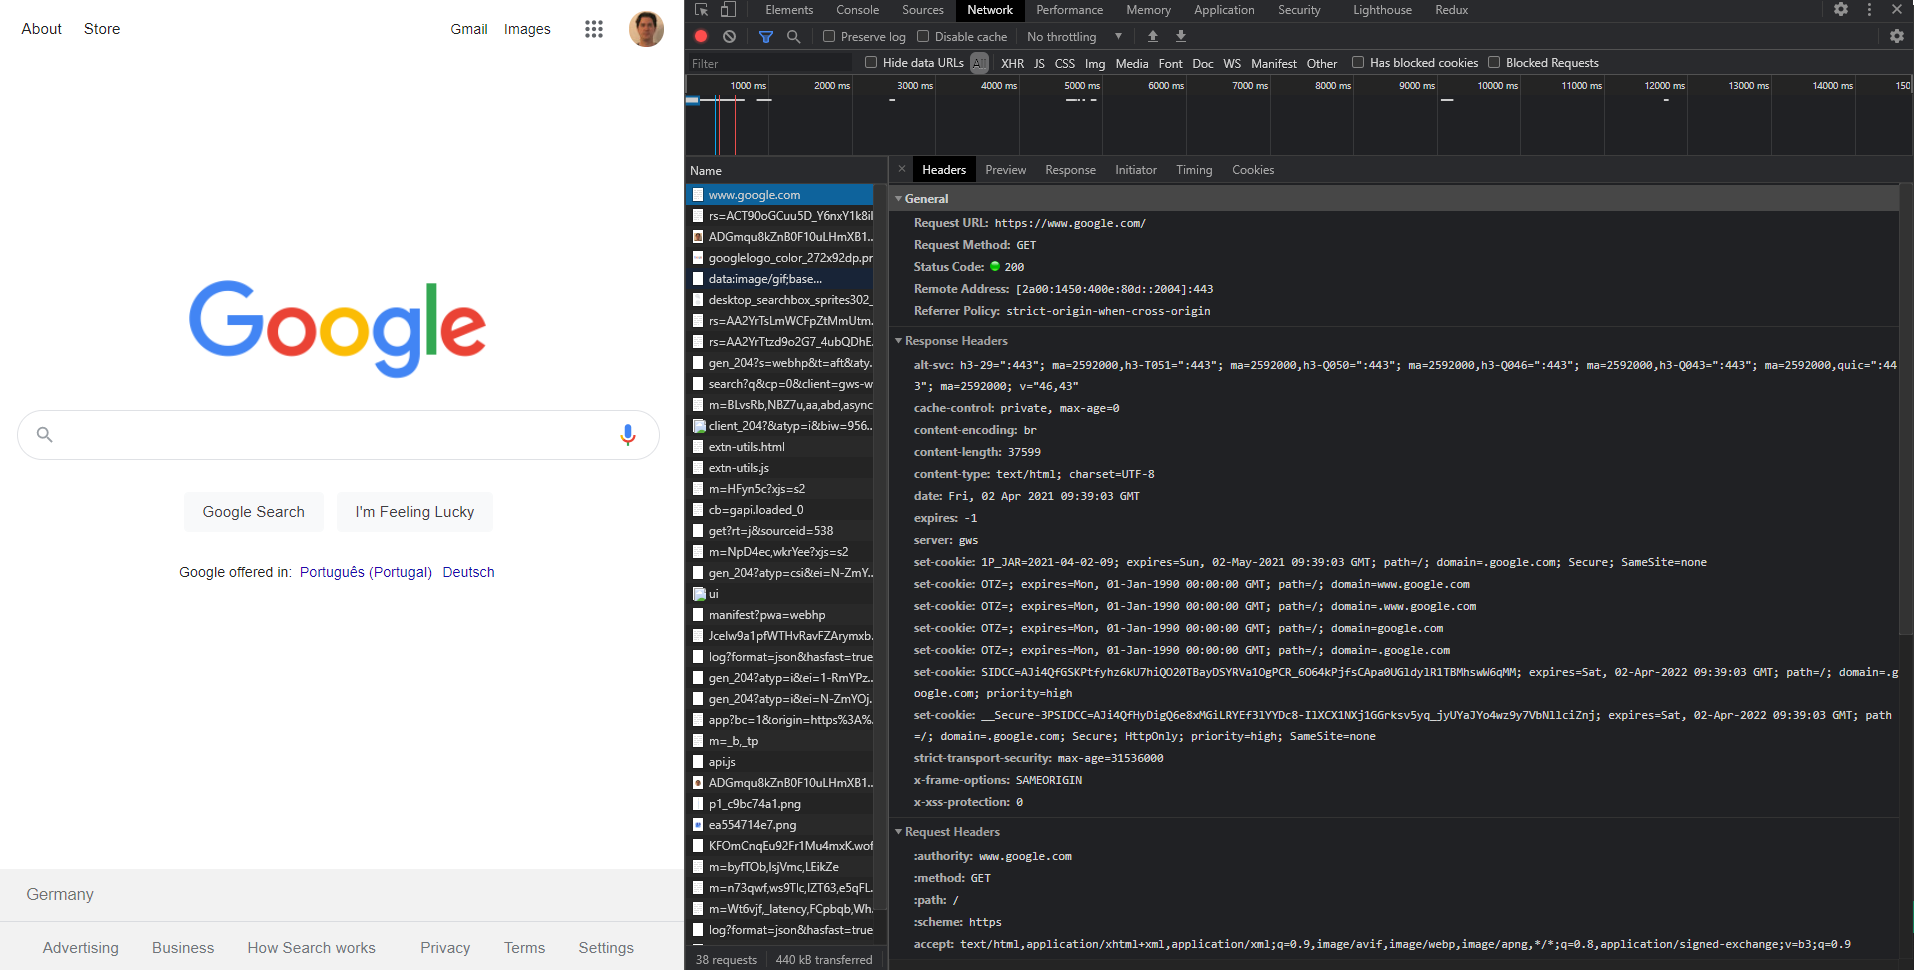 About
Store
Gmail
Images
Google
Google Search
I'm Feeling Lucky
Google offered in: Português (Portugal) Deutsch
Germany
Advertising
Business
How Search works
Privacy
Terms
Settings
Elements
Console
Sources
Network
Performance
Memory
Application
Security
Lighthouse
Redux
Preserve log
Disable cache
No throttling
Filter
Hide data URLs
All
XHR
JS
CSS
Img
Media
Font
Doc
WS
Manifest
Other
Has blocked cookies
Blocked Requests
1000 ms
2000 ms
3000 ms
4000 ms
5000 ms
6000 ms
7000 ms
8000 ms
9000 ms
10000 ms
11000 ms
12000 ms
13000 ms
14000 ms
150
Name
www.google.com
rs=ACT90oGCuu5D_Y6nxY1k8il
ADGmqu8kZnB0F10uLHmXB1...
googlelogo_color_272x92dp.pr
data:image/gif;base...
desktop_searchbox_sprites302_
rs=AA2YrTsLmWCFpZtMmUtm.
rs=AA2YrTtzd9o2G7_4ubQDhE.
gen_204?s=webhp&t=aft&aty.
search?q&cp=0&client=gws-w
m=BLvsRb,NBZ7u,aa,abd,async
client_204?&atyp=i&biw=956...
extn-utils.html
extn-utils.js
m=HFyn5c?xjs=s2
cb=gapi.loaded_0
get?rt=j&sourceid=538
m=NpD4ec,wkrYee?xjs=s2
gen_204?atyp=csi&ei=N-ZmY..
ui
manifest?pwa=webhp
Jcelw9a1pfWTHvRavFZArymxb.
log?format=json&hasfast=true
gen_204?atyp=i&ei=1-RmYPz..
gen_204?atyp=i&ei=N-ZmYOj.
app?bc=1&origin=https%3A%.
m=_b,_tp
api.js
ADGmqu8kZnB0F10uLHmXB1...
p1_c9bc74a1.png
ea554714e7.png
KFOmCnqEu92Fr1Mu4mxK.wof
m=byfTOb,lsjVmc,LEikZe
m=n73qwf,ws9Tlc,IZT63,e5qFL.
m=Wt6vjf,_latency,FCpbqb,Wh.
log?format=json&hasfast=true
38 requests
440 kB transferred
Headers
Preview
Response
Initiator
Timing
Cookies
General
Request URL: https://www.google.com/
Request Method: GET
Status Code: 200
Remote Address: [2a00:1450:400e:80d::2004]:443
Referrer Policy: strict-origin-when-cross-origin
Response Headers
alt-svc: h3-29=":443"; ma=2592000,h3-T051=":443"; ma=2592000,h3-Q050=":443"; ma=2592000,h3-Q046=":443"; ma=2592000,h3-Q043=":443"; ma=2592000,quic=":44
3"; ma=2592000; v="46,43"
cache-control: private, max-age=0
content-encoding: br
content-length: 37599
content-type: text/html; charset=UTF-8
date: Fri, 02 Apr 2021 09:39:03 GMT
expires: -1
server: gws
set-cookie: 1P_JAR=2021-04-02-09; expires=Sun, 02-May-2021 09:39:03 GMT; path=/; domain=.google.com; Secure; SameSite=none
set-cookie: OTZ=; expires=Mon, 01-Jan-1990 00:00:00 GMT; path=/; domain=www.google.com
set-cookie: OTZ=; expires=Mon, 01-Jan-1990 00:00:00 GMT; path=/; domain=.www.google.com
set-cookie: OTZ=; expires=Mon, 01-Jan-1990 00:00:00 GMT; path=/; domain=google.com
set-cookie: OTZ=; expires=Mon, 01-Jan-1990 00:00:00 GMT; path=/; domain=.google.com
set-cookie: SIDCC=AJi4QfGSKPtfyhz6kU7hiQO20TBayDSYRVa1OgPCR_6O64kPjfsCApa0UGldylR1TBMhswW6qMM; expires=Sat, 02-Apr-2022 09:39:03 GMT; path=/; domain=.g
oogle.com; priority=high
set-cookie: __Secure-3PSIDCC=AJi4QfHyDigQ6e8xMGiLRYEf3lYYDc8-IlXCX1NXj1GGrksv5yq_jyUYaJYo4wz9y7VbNllciZnj; expires=Sat, 02-Apr-2022 09:39:03 GMT; path
=/; domain=.google.com; Secure; HttpOnly; priority=high; SameSite=none
strict-transport-security: max-age=31536000
x-frame-options: SAMEORIGIN
x-xss-protection: 0
Request Headers
:authority: www.google.com
:method: GET
:path: /
:scheme: https
accept: text/html,application/xhtml+xml,application/xml;q=0.9,image/avif,image/webp,image/apng,*/*;q=0.8,application/signed-exchange;v=b3;q=0.9